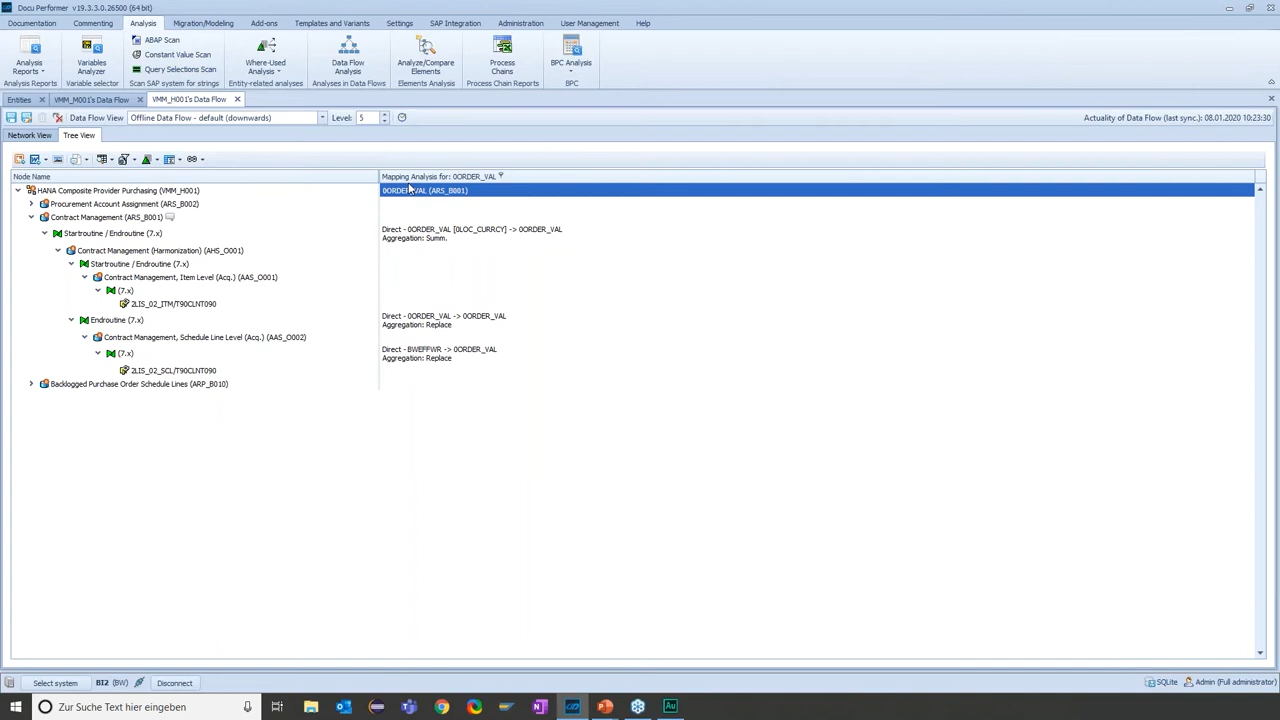 Docu Performer v19.3.3.0.26500 (64 bit)
Documentation Commenting Analysis Migration/Modeling Add-ons Templates and Variants Settings SAP Integration Administration User Management Help
Analysis Reports
Variables Analyzer
ABAP Scan
Constant Value Scan
Query Selections Scan
Where-Used Analysis
Data Flow Analysis
Analyze/Compare Elements
Process Chains
BPC Analysis
Analysis Reports Variable selector Scan SAP system for strings Entity-related analyses Analyses in Data Flows Elements Analysis Process Chain Reports BPC
Entities VMM_M001's Data Flow VMM_H001's Data Flow
Data Flow View Offline Data Flow - default (downwards) Level: 5 Actuality of Data Flow (last sync.) 08.01.2020 10:23:30
Network View Tree View
Node Name Mapping Analysis for: 0ORDER_VAL
HANA Composite Provider Purchasing (VMM_H001) 0ORDER_VAL (ARS_B001)
Procurement Account Assignment (ARS_B002)
Contract Management (ARS_B001)
Startroutine / Endroutine (7.x) Direct - 0ORDER_VAL [0LOC_CURRCY] -> 0ORDER_VAL
Aggregation: Summ.
Contract Management (Harmonization) (AHS_O001)
Startroutine / Endroutine (7.x)
Contract Management, Item Level (Acq.) (AAS_O001)
(7.x)
2LIS_02_ITM/T90CLNT090
Endroutine (7.x) Direct - 0ORDER_VAL -> 0ORDER_VAL
Aggregation: Replace
Contract Management, Schedule Line Level (Acq.) (AAS_O002)
(7.x) Direct - BWEFFWR -> 0ORDER_VAL
Aggregation: Replace
2LIS_02_SCL/T90CLNT090
Backlogged Purchase Order Schedule Lines (ARP_B010)
Select system BI2 (BW) Disconnect SQLite Admin (Full administrator)
Zur Suche Text hier eingeben